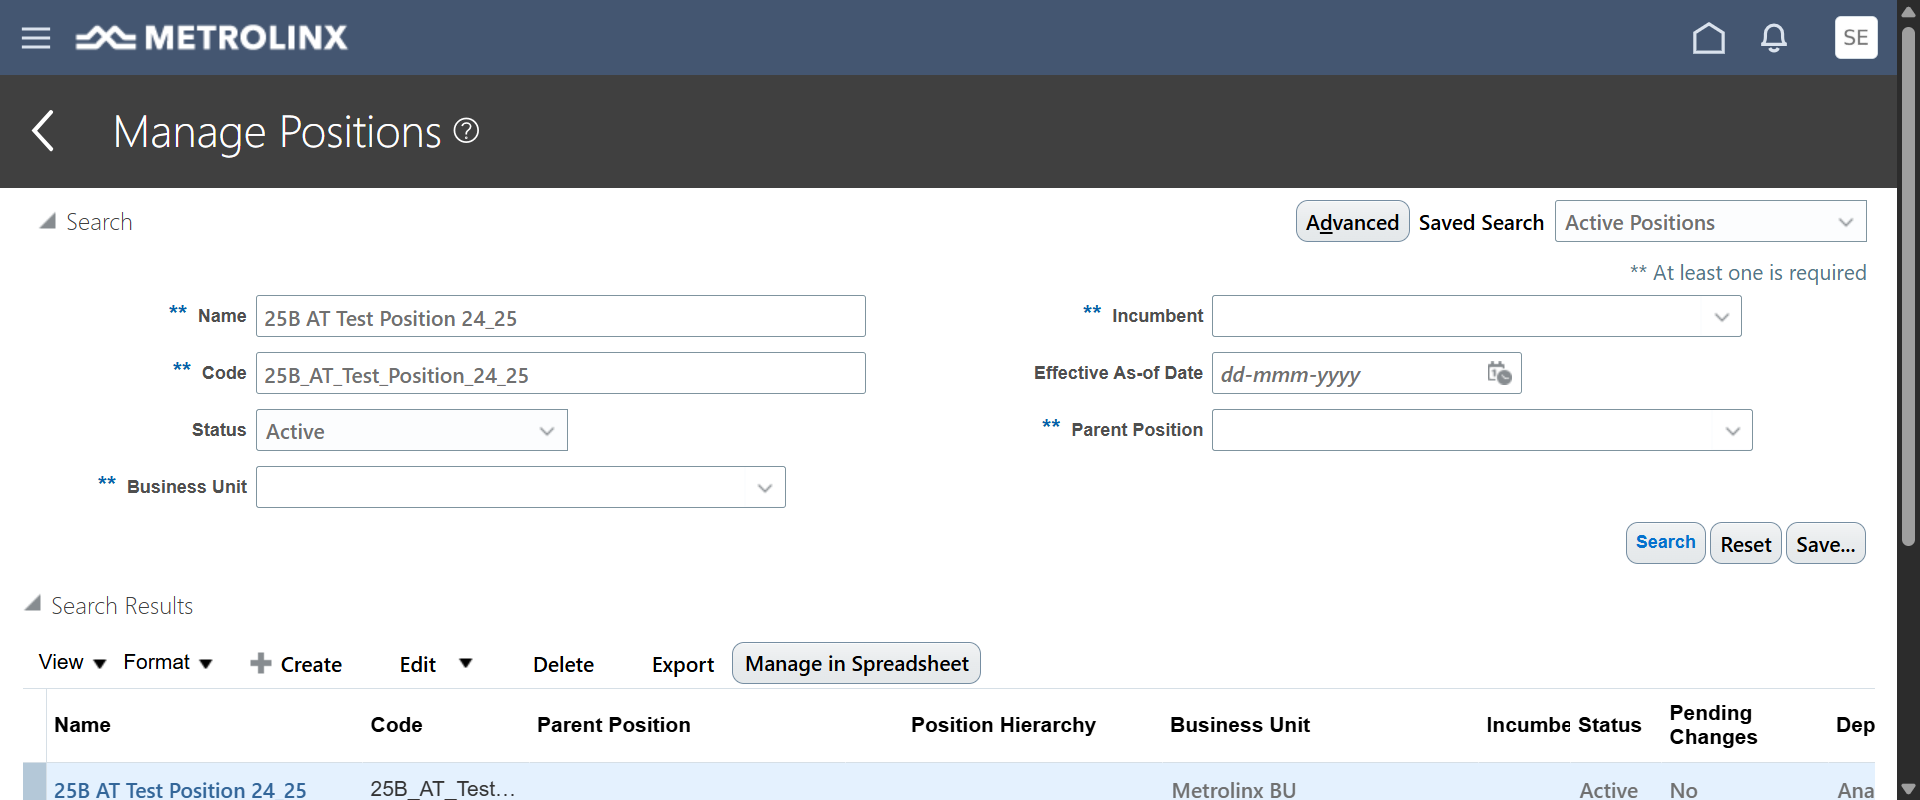 METROLINX
SE
Manage Positions
Search
Advanced Saved Search Active Positions
** At least one is required
** Name 25B AT Test Position 24_25
** Incumbent
** Code 25B_AT_Test_Position_24_25
Effective As-of Date dd-mmm-yyyy
Status Active
** Parent Position
** Business Unit
Search Reset Save...
Search Results
View Format Create Edit Delete Export Manage in Spreadsheet
Name Code Parent Position Position Hierarchy Business Unit Incumbe Status Pending Changes Dep
25B AT Test Position 24_25 25B_AT_Test... Metrolinx BU Active No Ana